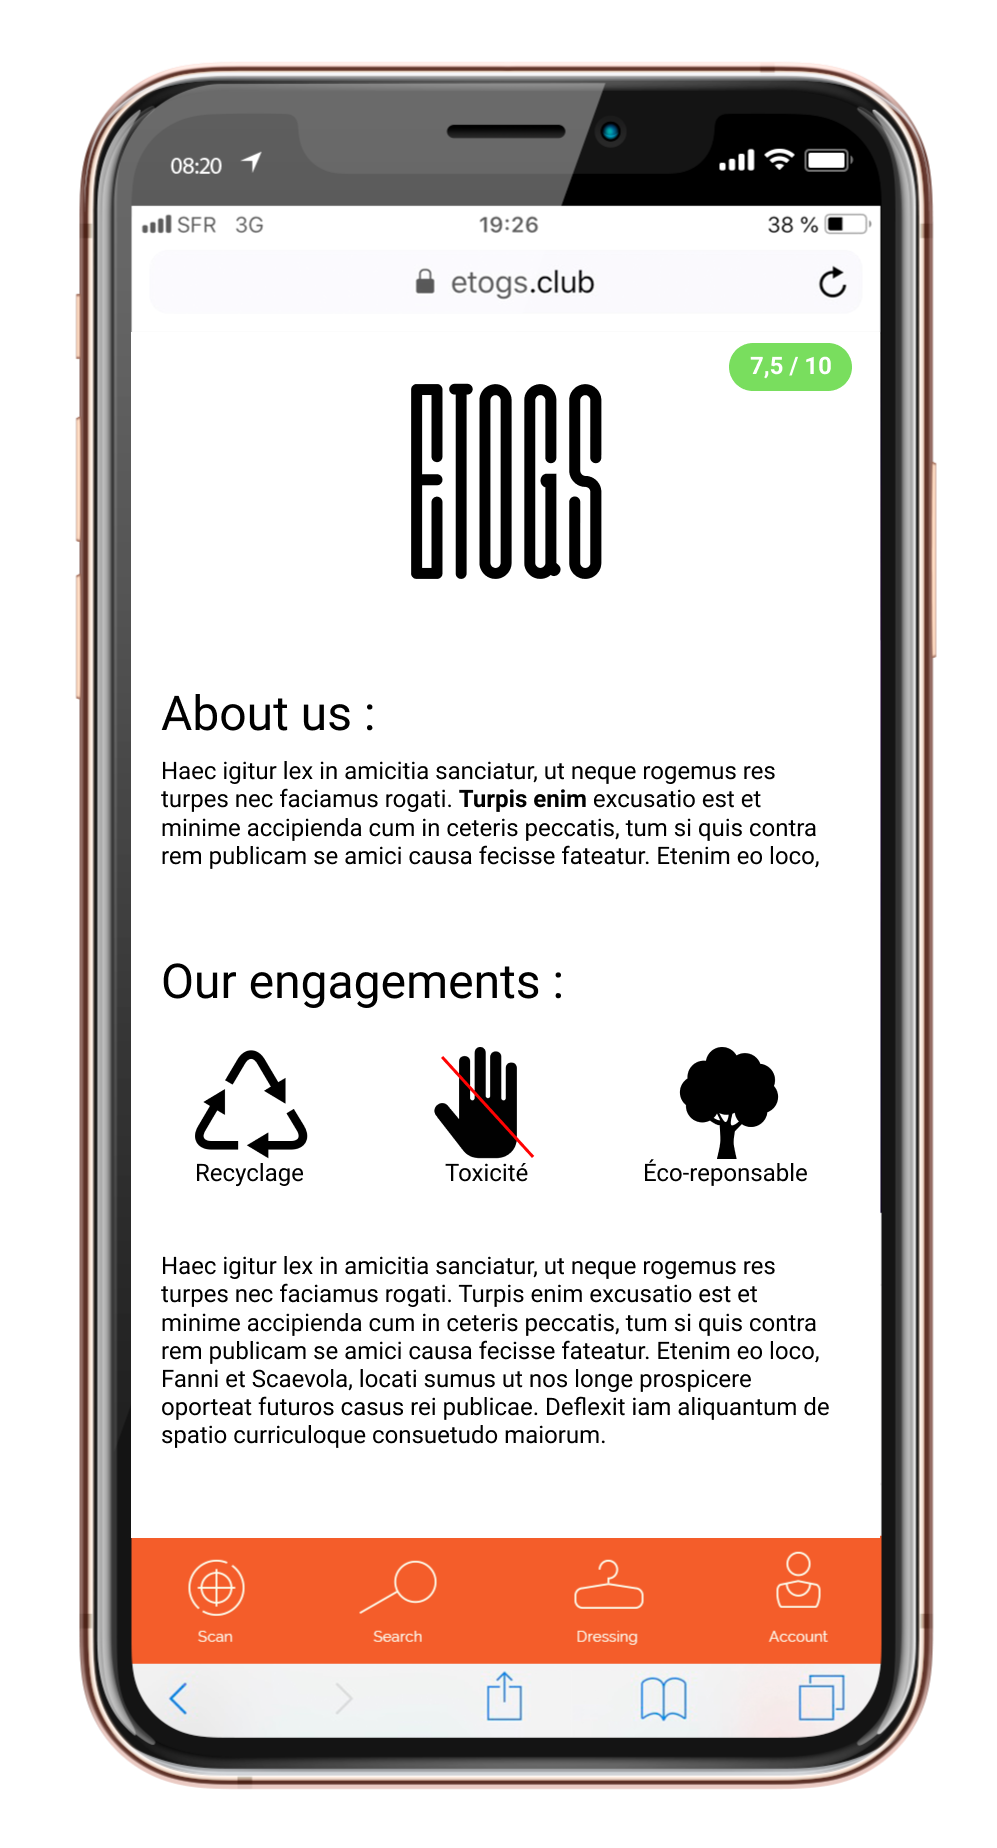 08:20
SFR 3G 19:26 38 %
etogs.club
7,5 / 10
ETOGS
About us :
Haec igitur lex in amicitia sanciatur, ut neque rogemus res
turpes nec faciamus rogati. Turpis enim excusatio est et
minime accipienda cum in ceteris peccatis, tum si quis contra
rem publicam se amici causa fecisse fateatur. Etenim eo loco,
Our engagements :
Recyclage Toxicité Éco-reponsable
Haec igitur lex in amicitia sanciatur, ut neque rogemus res
turpes nec faciamus rogati. Turpis enim excusatio est et
minime accipienda cum in ceteris peccatis, tum si quis contra
rem publicam se amici causa fecisse fateatur. Etenim eo loco,
Fanni et Scaevola, locati sumus ut nos longe prospicere
oporteat futuros casus rei publicae. Deflexit iam aliquantum de
spatio curriculoque consuetudo maiorum.
Scan Search Dressing Account